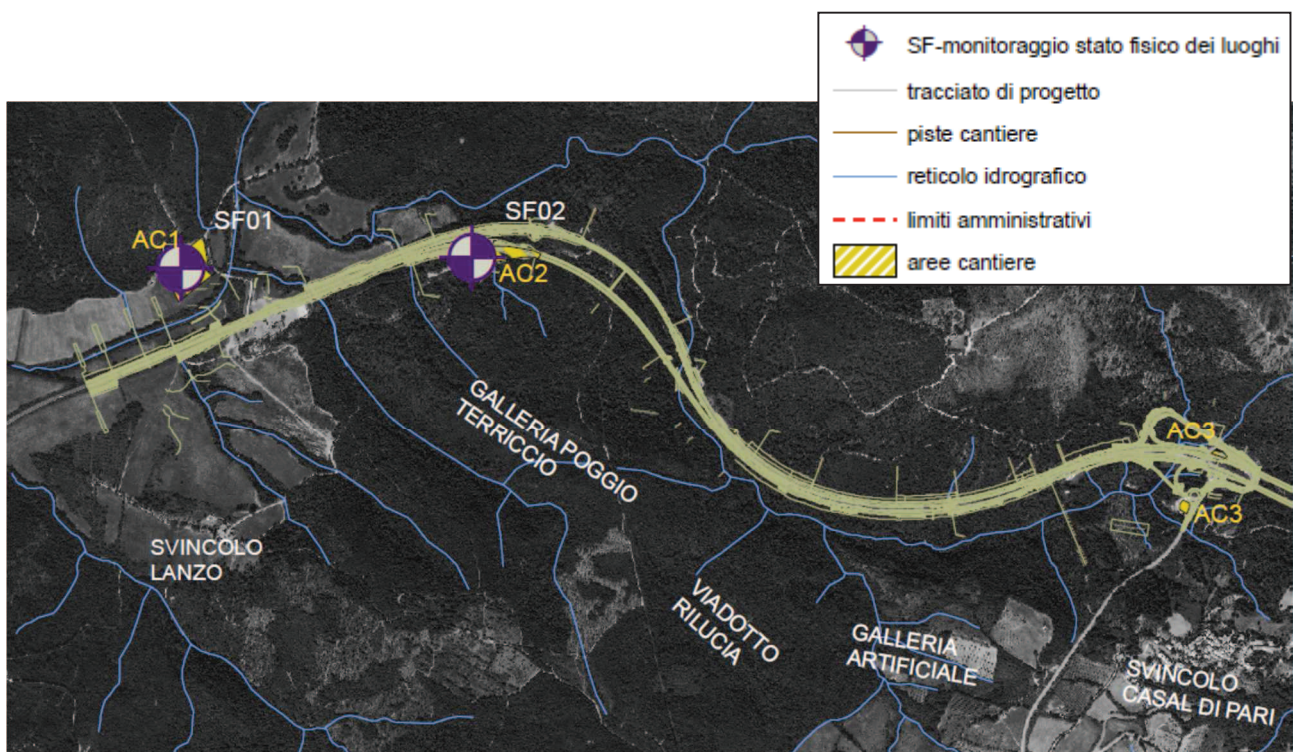 SF-monitoraggio stato fisico dei luoghi
tracciato di progetto
piste cantiere
reticolo idrografico
limiti amministrativi
aree cantiere
SF01
AC1
SF02
AC2
GALLERIA POGGIO
TERRICCIO
AC3
AC3
SVINCOLO
LANZO
VIADOTTO
RILUCIA
GALLERIA
ARTIFICIALE
SVINCOLO
CASAL DI PARI